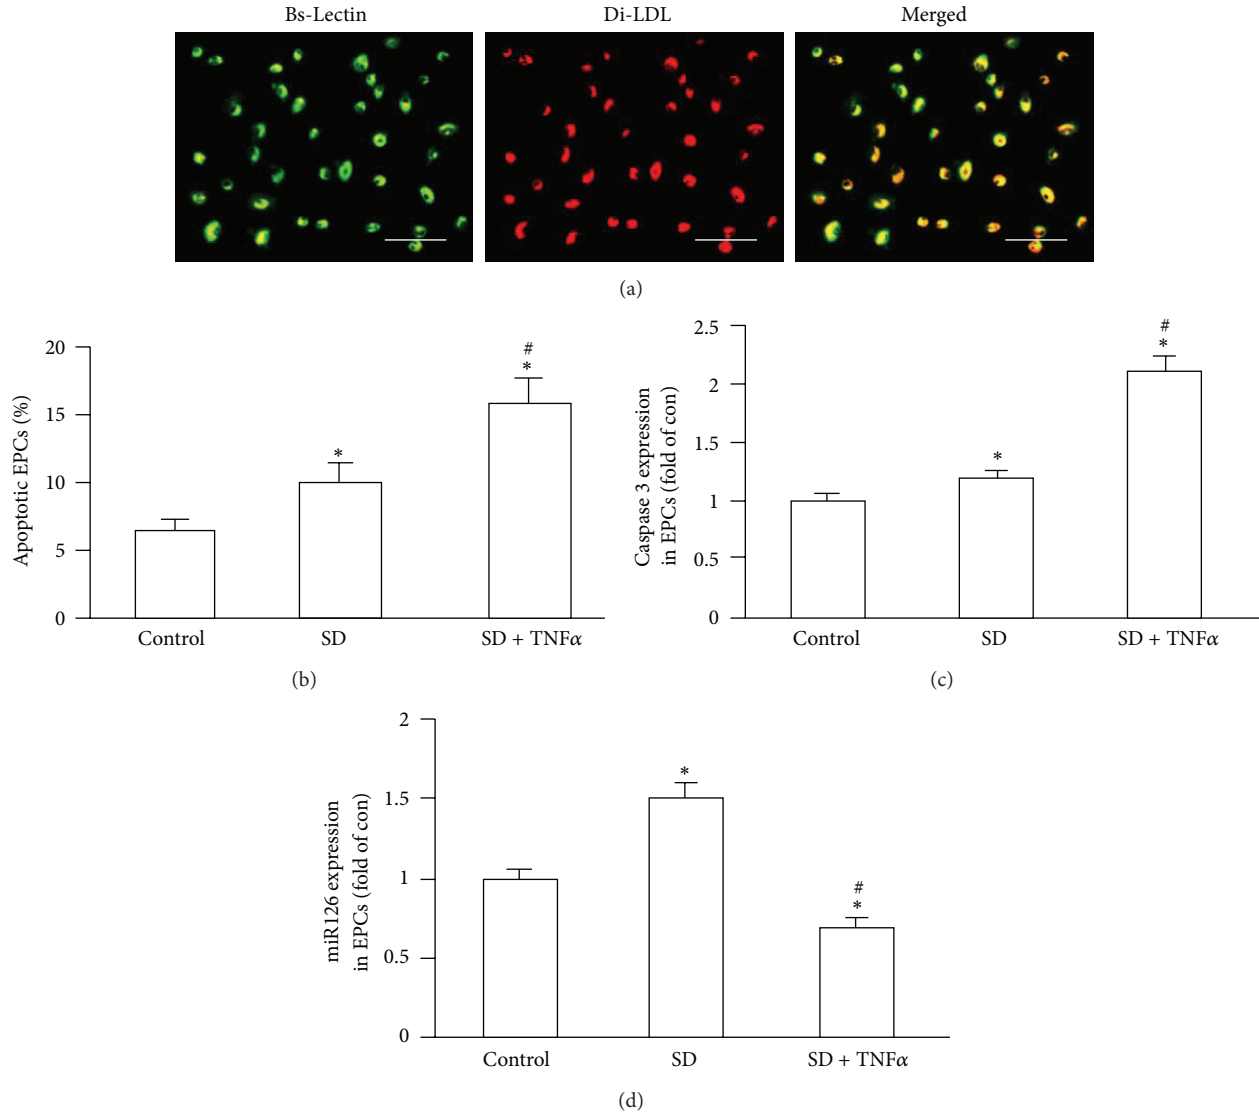 Bs-Lectin Di-LDL Merged
(a)
20
15
10
5
0
Apoptotic EPCs (%)
*
*
#
Control SD SD + TNFα
(b)
2.5
2
1.5
1
0.5
0
Caspase 3 expression
in EPCs (fold of con)
*
#
*
Control SD SD + TNFα
(c)
2
1.5
1
0.5
0
miR126 expression
in EPCs (fold of con)
*
#
*
Control SD SD + TNFα
(d)